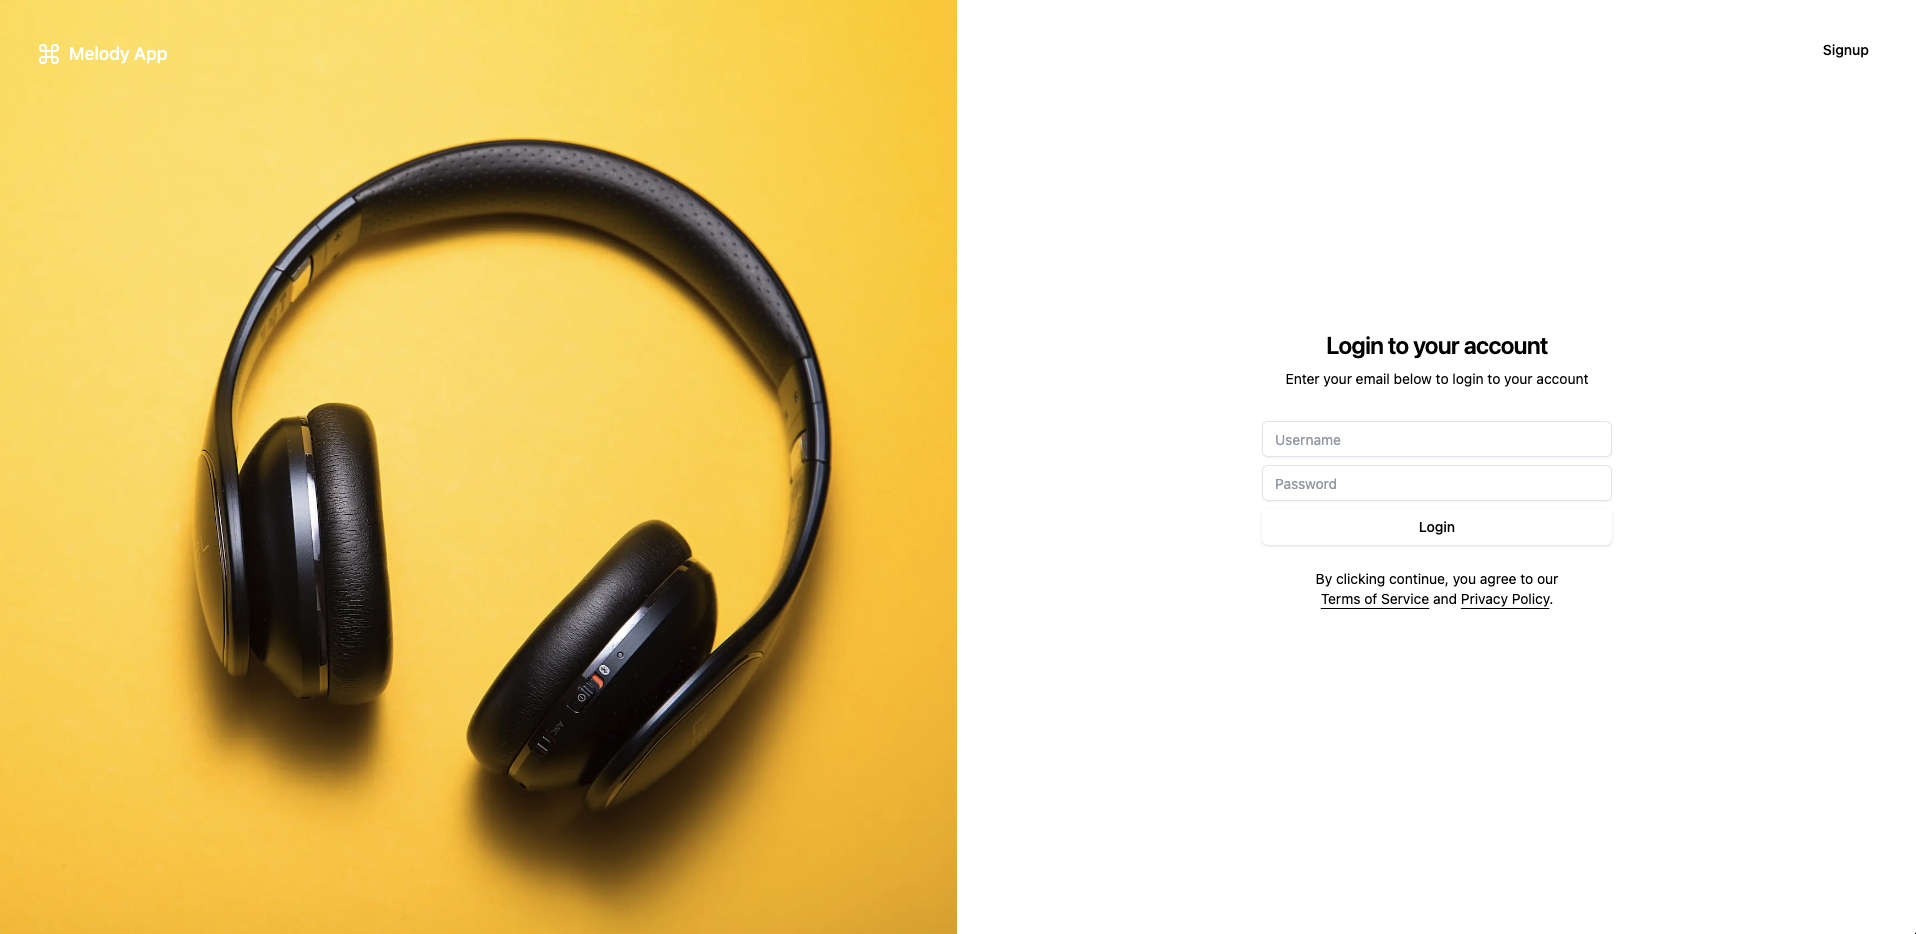 Melody App
Signup
Login to your account
Enter your email below to login to your account
Username
Password
Login
By clicking continue, you agree to our
Terms of Service and Privacy Policy.
ANC